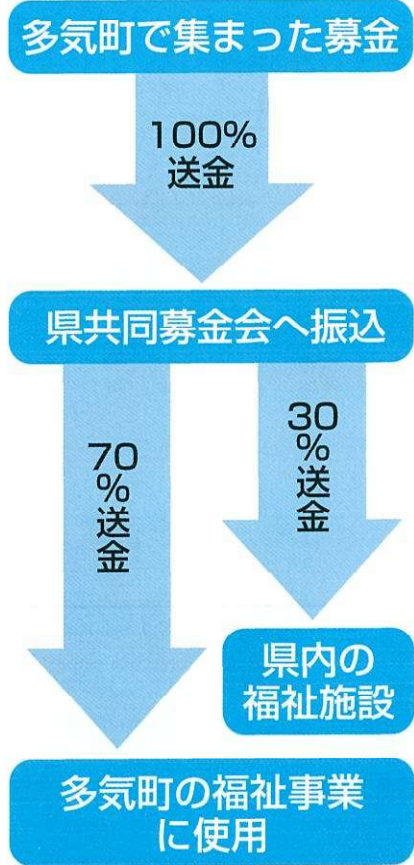 多気町で集まった募金
100%
送金
県共同募金会へ振込
70%送金
30%送金
県内の
福祉施設
多気町の福祉事業
に使用